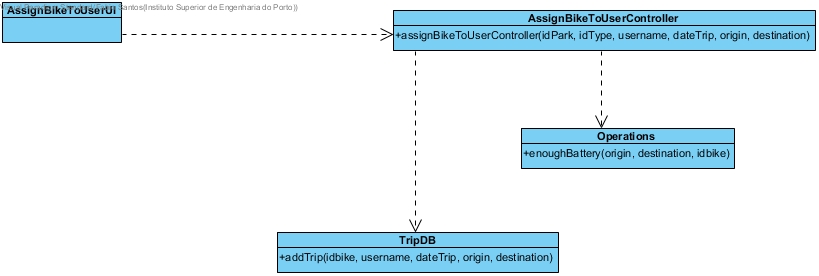 Santos(Instituto Superior de Engenharia do Porto))
AssignBikeToUserUI
AssignBikeToUserController
+assignBikeToUserController(idPark, idType, username, dateTrip, origin, destination)
Operations
+enoughBattery(origin, destination, idbike)
TripDB
+addTrip(idbike, username, dateTrip, origin, destination)